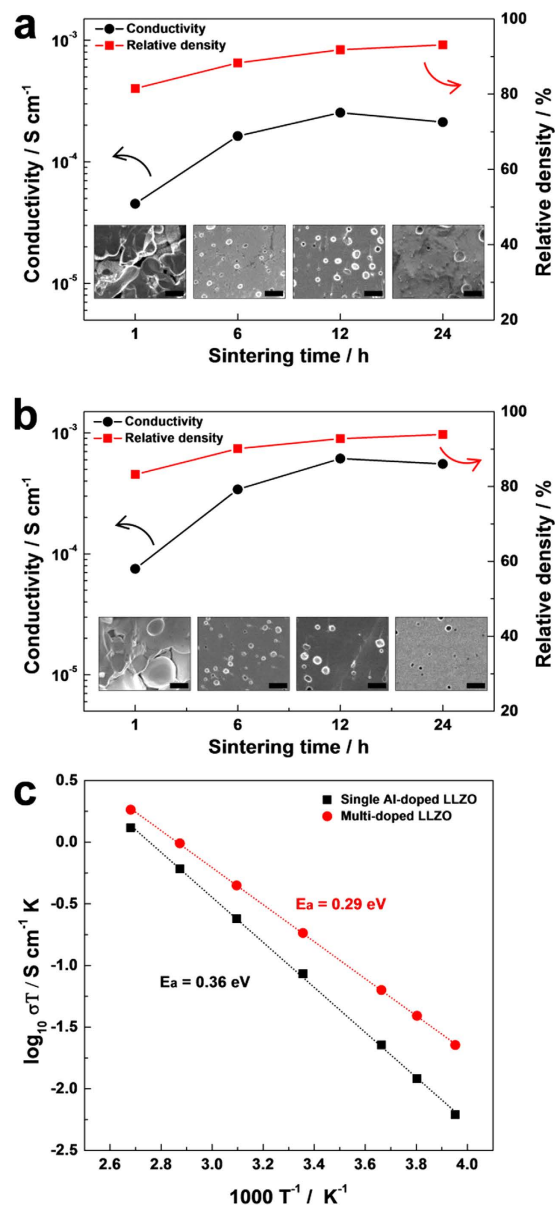 a
Conductivity
Relative density
10⁻³
10⁻⁴
10⁻⁵
Conductivity / S cm⁻¹
100
80
60
40
20
Relative density / %
1 6 12 24
Sintering time / h
b
Conductivity
Relative density
10⁻³
10⁻⁴
10⁻⁵
Conductivity / S cm⁻¹
100
80
60
40
20
Relative density / %
1 6 12 24
Sintering time / h
c
Single Al-doped LLZO
Multi-doped LLZO
Ea = 0.29 eV
Ea = 0.36 eV
0.5
0.0
-0.5
-1.0
-1.5
-2.0
-2.5
log₁₀ σT / S cm⁻¹ K
2.6 2.8 3.0 3.2 3.4 3.6 3.8 4.0
1000 T⁻¹ / K⁻¹